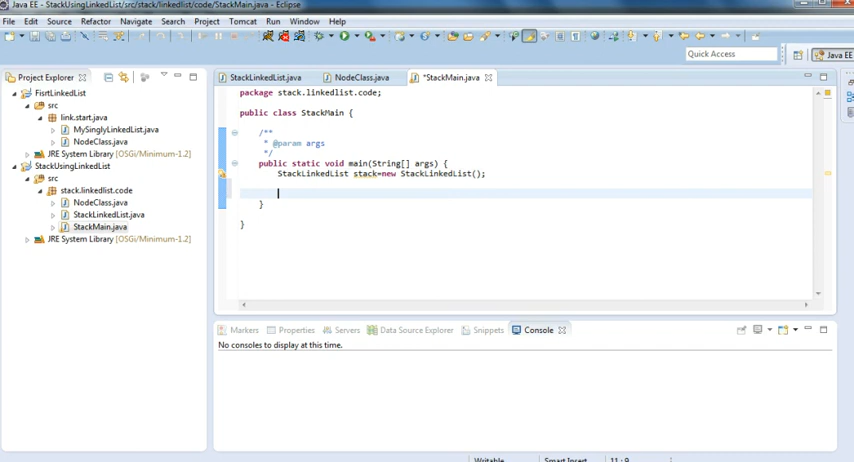 Java EE - StackUsingLinkedList/src/stack/linkedlist/code/StackMain.java - Eclipse
File Edit Source Refactor Navigate Search Project Tomcat Run Window Help
Quick Access
Java EE
Project Explorer
StackLinkedList.java NodeClass.java *StackMain.java
FisrtLinkedList
src
link.start.java
MySinglyLinkedList.java
NodeClass.java
JRE System Library [OSGi/Minimum-1.2]
StackUsingLinkedList
src
stack.linkedlist.code
NodeClass.java
StackLinkedList.java
StackMain.java
JRE System Library [OSGi/Minimum-1.2]
package stack.linkedlist.code;
public class StackMain {
/**
* @param args
*/
public static void main(String[] args) {
StackLinkedList stack=new StackLinkedList();
}
}
Markers Properties Servers Data Source Explorer Snippets Console
No consoles to display at this time.
Writable Smart Insert 11 : 9